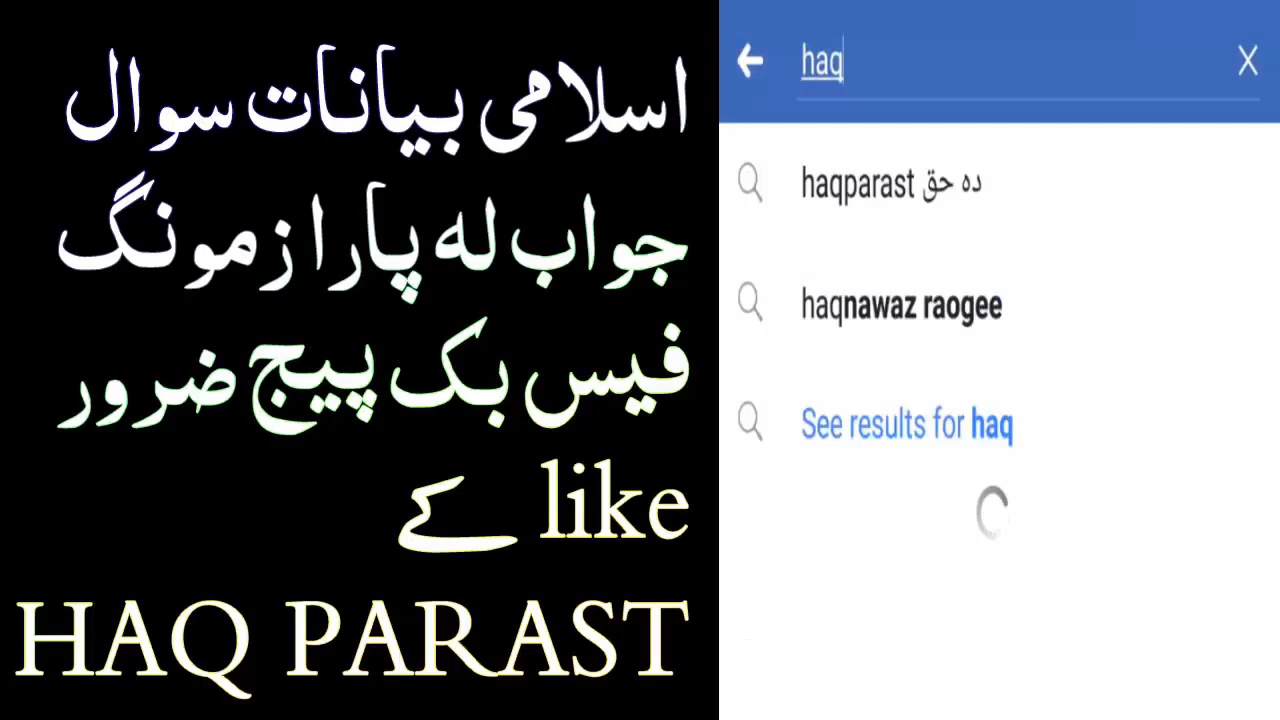 اسلامی بیانات سوال
جواب له پارا زمونگ
فیس بک پیج ضرور
like کے
HAQ PARAST
haq
haqparast ده حق
haqnawaz raogee
See results for haq